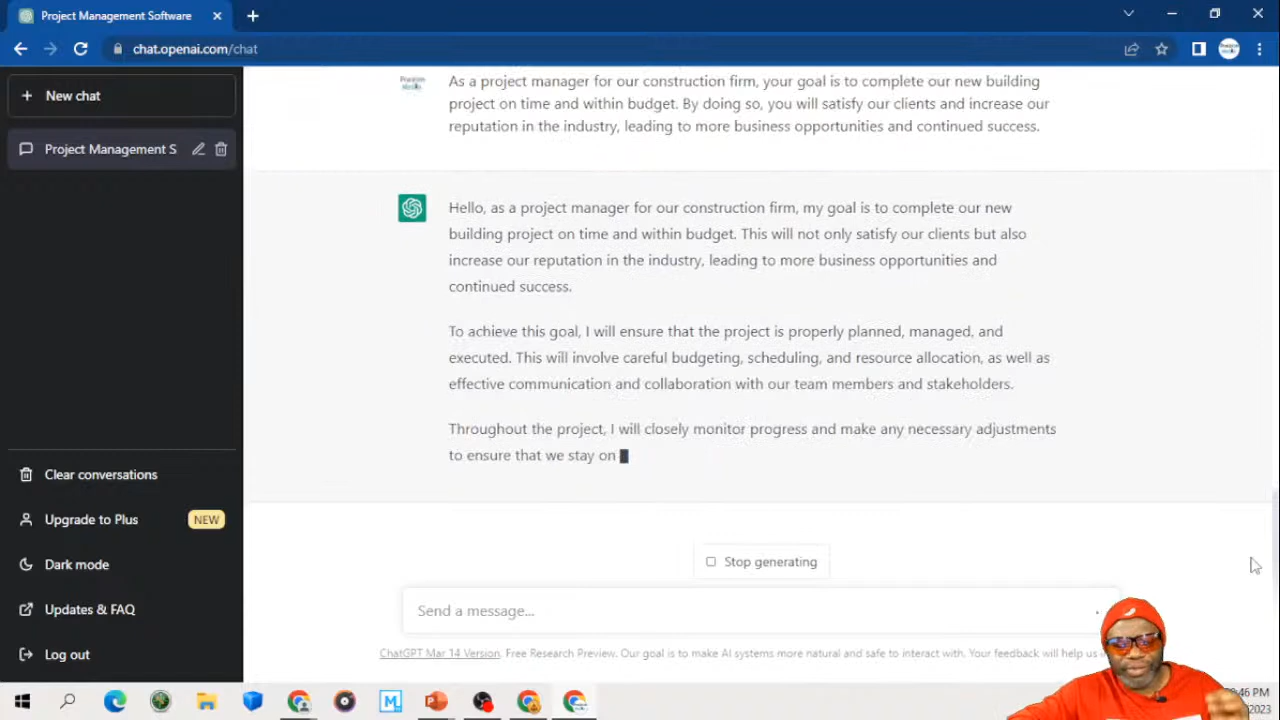 Project Management Software
chat.openai.com/chat
New chat
Project Management S
Clear conversations
Upgrade to Plus
NEW
Dark mode
Updates & FAQ
Log out
As a project manager for our construction firm, your goal is to complete our new building
project on time and within budget. By doing so, you will satisfy our clients and increase our
reputation in the industry, leading to more business opportunities and continued success.
Hello, as a project manager for our construction firm, my goal is to complete our new
building project on time and within budget. This will not only satisfy our clients but also
increase our reputation in the industry, leading to more business opportunities and
continued success.
To achieve this goal, I will ensure that the project is properly planned, managed, and
executed. This will involve careful budgeting, scheduling, and resource allocation, as well as
effective communication and collaboration with our team members and stakeholders.
Throughout the project, I will closely monitor progress and make any necessary adjustments
to ensure that we stay on
Stop generating
Send a message...
ChatGPT Mar 14 Version. Free Research Preview. Our goal is to make AI systems more natural and safe to interact with. Your feedback will help us